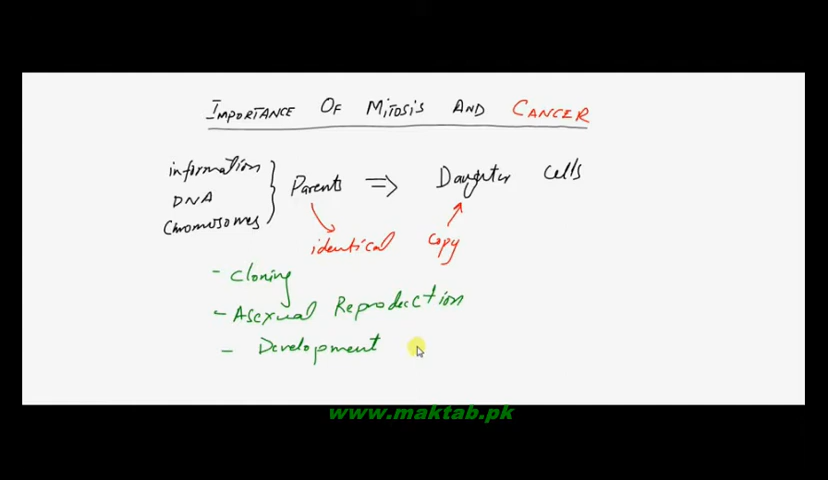 IMPORTANCE OF MITOSIS AND CANCER
information
DNA
Chromosomes
Parents ⇒ Daughter cells
identical copy
- Cloning
- Asexual Reproduction
- Development
www.maktab.pk